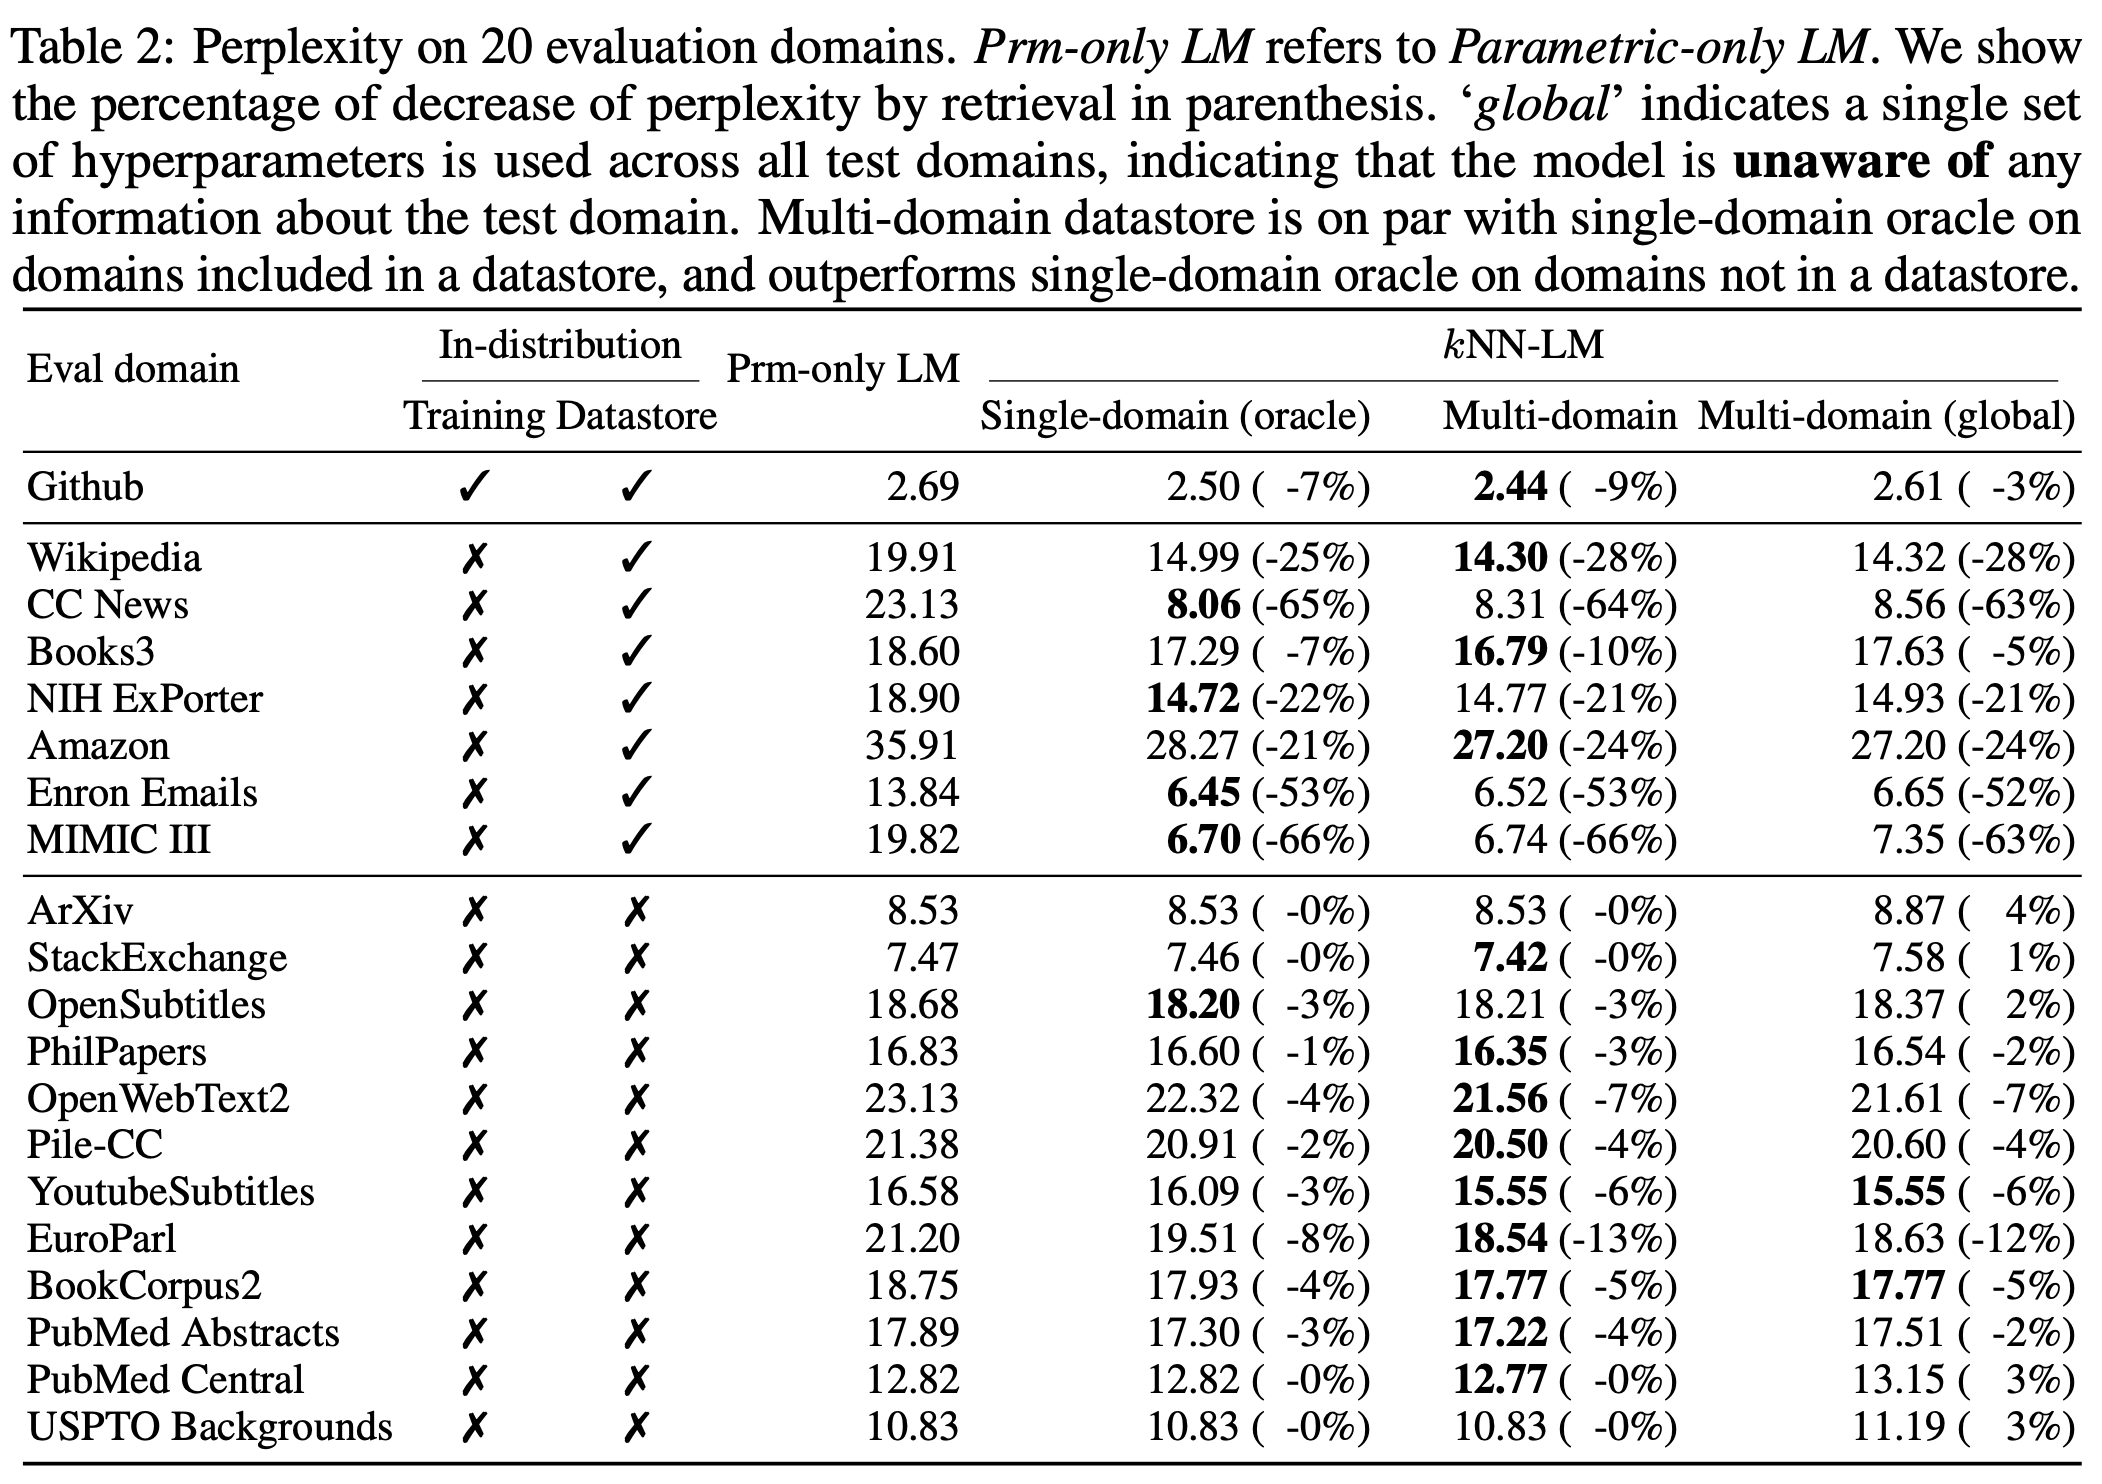 Table 2: Perplexity on 20 evaluation domains. Prm-only LM refers to Parametric-only LM. We show
the percentage of decrease of perplexity by retrieval in parenthesis. ‘global’ indicates a single set
of hyperparameters is used across all test domains, indicating that the model is unaware of any
information about the test domain. Multi-domain datastore is on par with single-domain oracle on
domains included in a datastore, and outperforms single-domain oracle on domains not in a datastore.
Eval domain In-distribution Prm-only LM kNN-LM
Training Datastore Single-domain (oracle) Multi-domain Multi-domain (global)
Github ✓ ✓ 2.69 2.50 ( -7%) 2.44 ( -9%) 2.61 ( -3%)
Wikipedia ✗ ✓ 19.91 14.99 (-25%) 14.30 (-28%) 14.32 (-28%)
CC News ✗ ✓ 23.13 8.06 (-65%) 8.31 (-64%) 8.56 (-63%)
Books3 ✗ ✓ 18.60 17.29 ( -7%) 16.79 (-10%) 17.63 ( -5%)
NIH ExPorter ✗ ✓ 18.90 14.72 (-22%) 14.77 (-21%) 14.93 (-21%)
Amazon ✗ ✓ 35.91 28.27 (-21%) 27.20 (-24%) 27.20 (-24%)
Enron Emails ✗ ✓ 13.84 6.45 (-53%) 6.52 (-53%) 6.65 (-52%)
MIMIC III ✗ ✓ 19.82 6.70 (-66%) 6.74 (-66%) 7.35 (-63%)
ArXiv ✗ ✗ 8.53 8.53 ( -0%) 8.53 ( -0%) 8.87 ( 4%)
StackExchange ✗ ✗ 7.47 7.46 ( -0%) 7.42 ( -0%) 7.58 ( 1%)
OpenSubtitles ✗ ✗ 18.68 18.20 ( -3%) 18.21 ( -3%) 18.37 ( 2%)
PhilPapers ✗ ✗ 16.83 16.60 ( -1%) 16.35 ( -3%) 16.54 ( -2%)
OpenWebText2 ✗ ✗ 23.13 22.32 ( -4%) 21.56 ( -7%) 21.61 ( -7%)
Pile-CC ✗ ✗ 21.38 20.91 ( -2%) 20.50 ( -4%) 20.60 ( -4%)
YoutubeSubtitles ✗ ✗ 16.58 16.09 ( -3%) 15.55 ( -6%) 15.55 ( -6%)
EuroParl ✗ ✗ 21.20 19.51 ( -8%) 18.54 (-13%) 18.63 (-12%)
BookCorpus2 ✗ ✗ 18.75 17.93 ( -4%) 17.77 ( -5%) 17.77 ( -5%)
PubMed Abstracts ✗ ✗ 17.89 17.30 ( -3%) 17.22 ( -4%) 17.51 ( -2%)
PubMed Central ✗ ✗ 12.82 12.82 ( -0%) 12.77 ( -0%) 13.15 ( 3%)
USPTO Backgrounds ✗ ✗ 10.83 10.83 ( -0%) 10.83 ( -0%) 11.19 ( 3%)